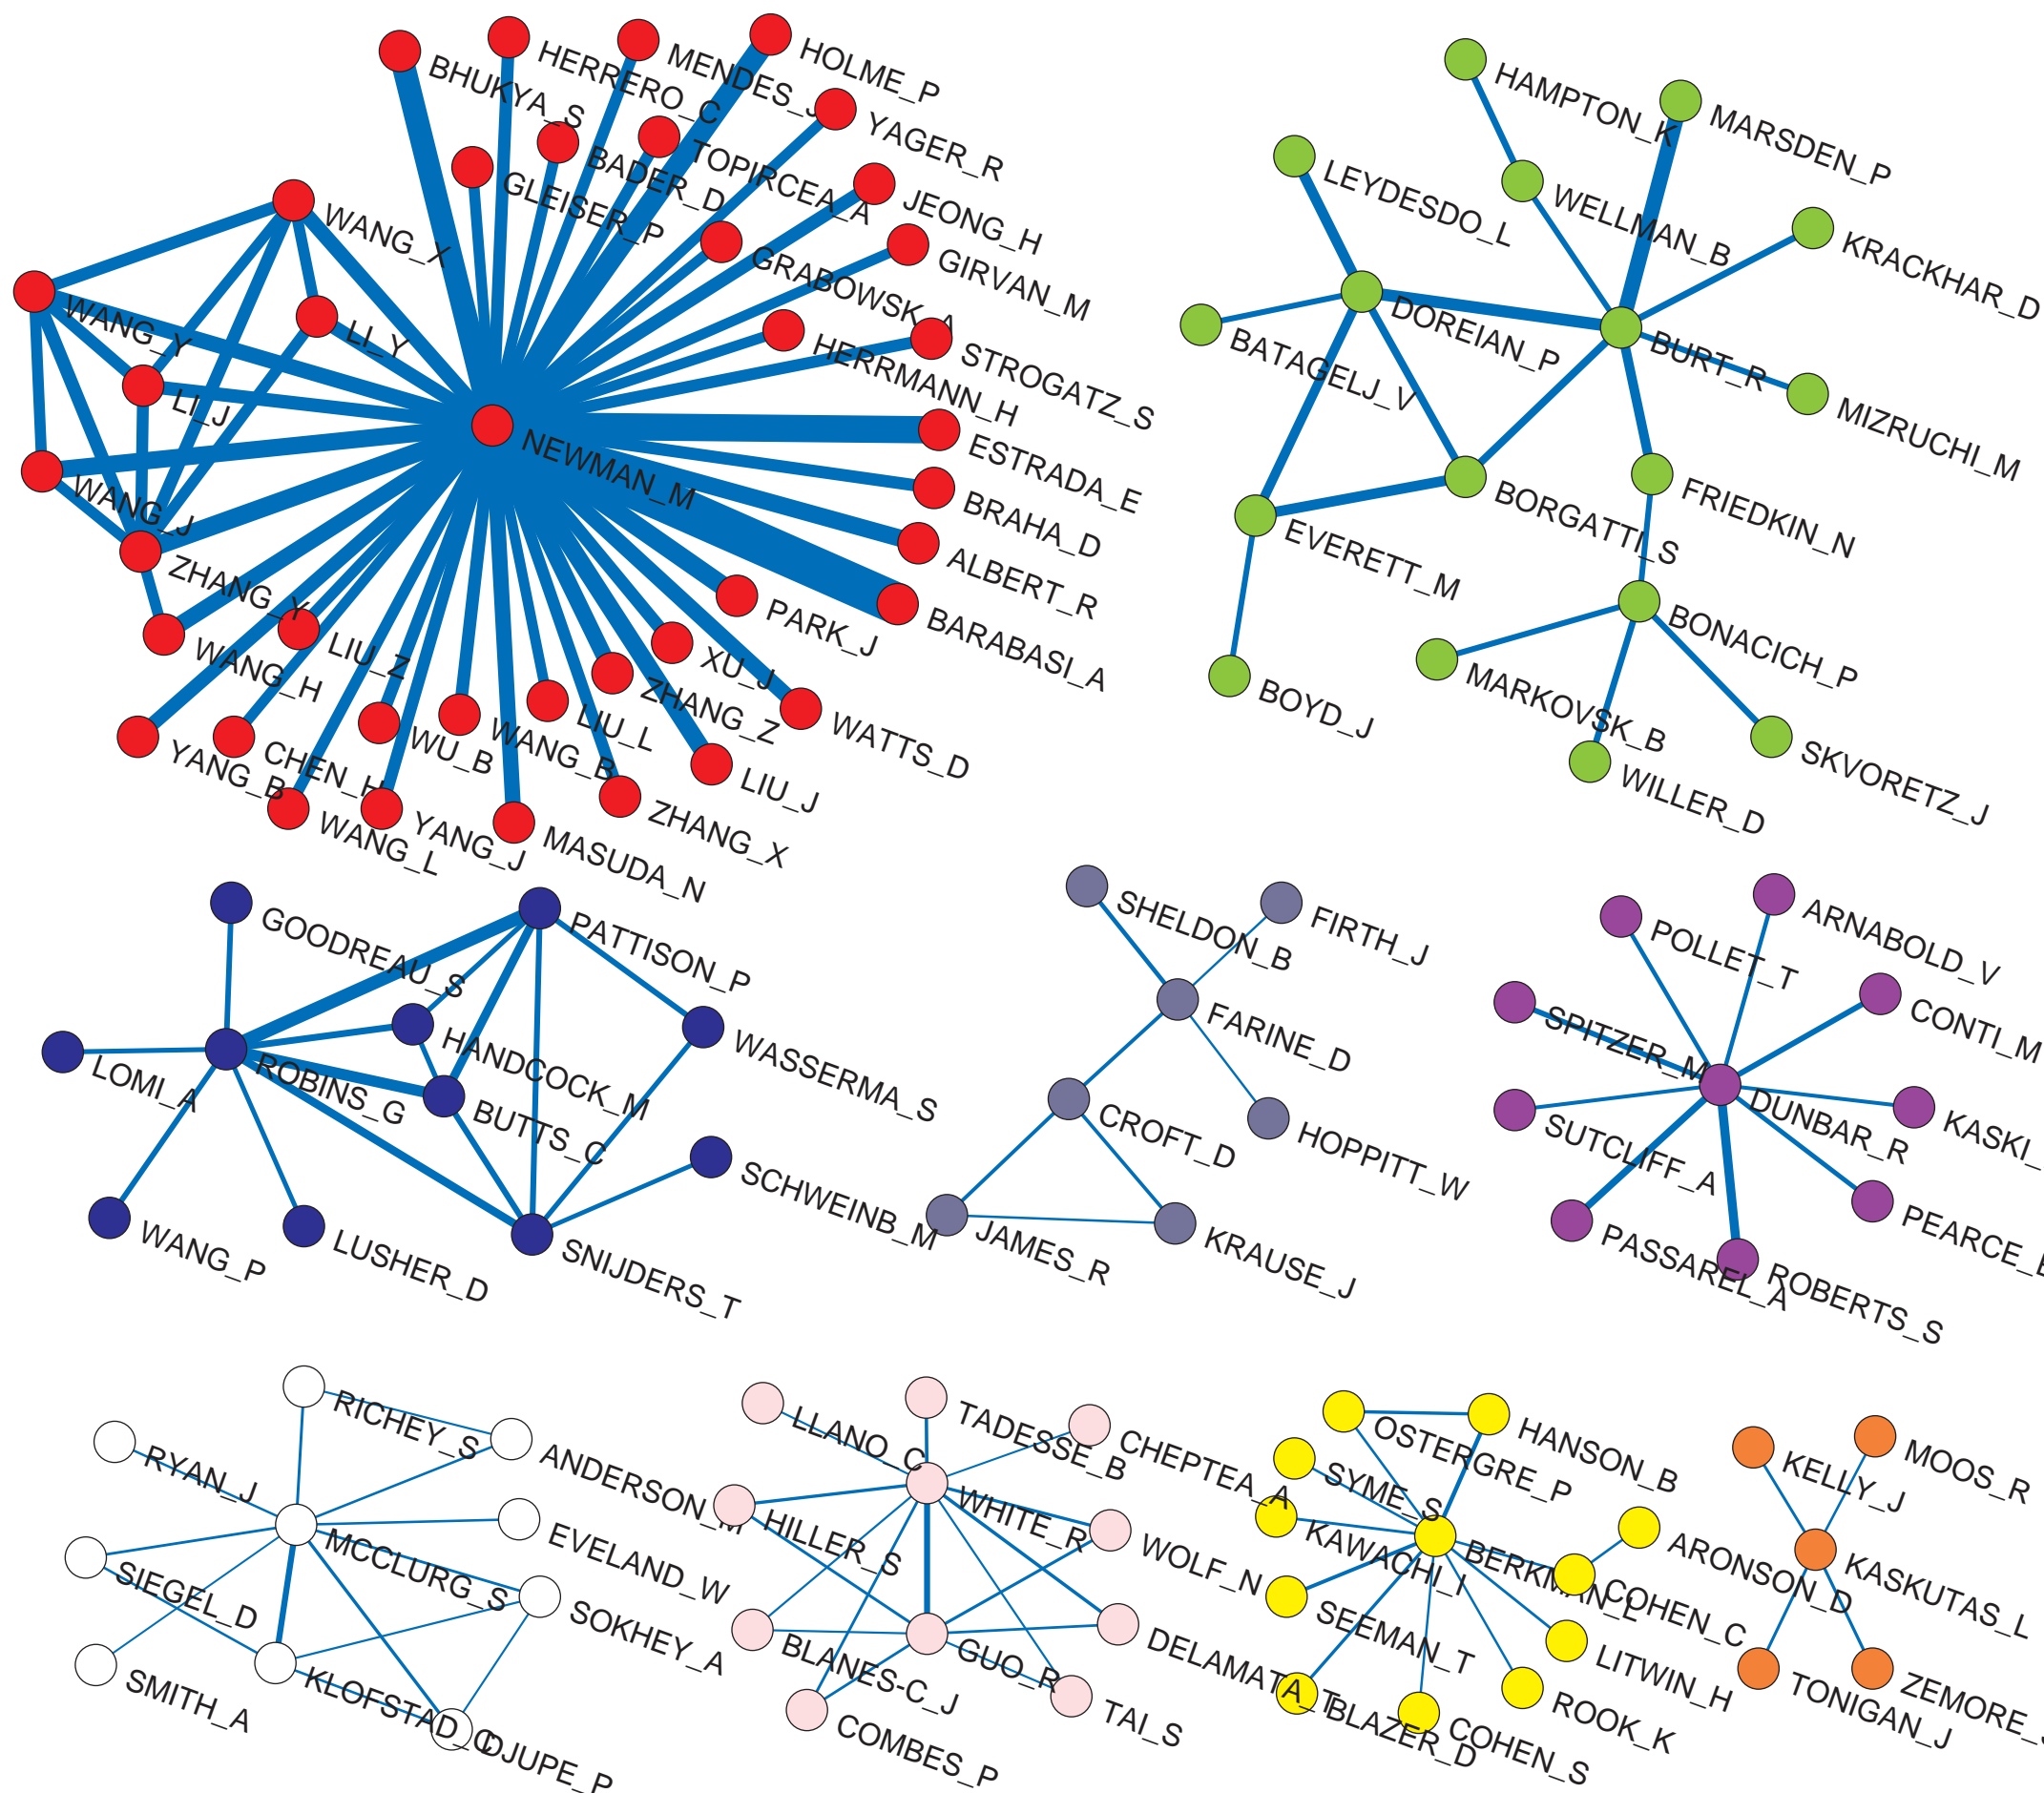 BHUKYA_S
HERRERO_C
MENDES_J
HOLME_P
YAGER_R
GLEISER_P
BADER_D
TOPIRCEA_A
JEONG_H
WANG_X
GRABOWSK_A
GIRVAN_M
WANG_Y
LI_Y
HERRMANN_H
STROGATZ_S
LI_J
NEWMAN_M
ESTRADA_E
WANG_J
BRAHA_D
ZHANG_Y
ALBERT_R
WANG_H
LIU_Z
PARK_J
BARABASI_A
YANG_B
CHEN_H
WU_B
WANG_B
LIU_L
ZHANG_Z
XU_J
WATTS_D
WANG_L
YANG_J
MASUDA_N
ZHANG_X
LIU_J
HAMPTON_K
MARSDEN_P
LEYDESDO_L
WELLMAN_B
KRACKHAR_D
BATAGELJ_V
DOREIAN_P
BURT_R
MIZRUCHI_M
EVERETT_M
BORGATTI_S
FRIEDKIN_N
BOYD_J
MARKOVSK_B
BONACICH_P
WILLER_D
SKVORETZ_J
GOODREAU_S
PATTISON_P
LOMI_A
ROBINS_G
HANDCOCK_M
WASSERMA_S
BUTTS_C
WANG_P
LUSHER_D
SNIJDERS_T
SCHWEINB_M
SHELDON_B
FIRTH_J
FARINE_D
CROFT_D
HOPPITT_W
JAMES_R
KRAUSE_J
POLLET_T
ARNABOLD_V
SPITZER_M
CONTI_M
SUTCLIFF_A
DUNBAR_R
KASKI_
PASSAREL_A
ROBERTS_S
PEARCE_E
RICHEY_S
RYAN_J
ANDERSON_M
SIEGEL_D
MCCLURG_S
EVELAND_W
SMITH_A
KLOFSTAD_C
SOKHEY_A
DJUPE_P
LLANO_C
TADESSE_B
CHEPTEA_A
HILLER_S
WHITE_R
WOLF_N
BLANES-C_J
GUO_R
DELAMAT_T
COMBES_P
TAI_S
OSTERGRE_P
HANSON_B
SYME_S
KAWACHI_I
BERKMAN_L
ARONSON_D
SEEMAN_T
COHEN_C
LITWIN_H
BLAZER_D
COHEN_S
ROOK_K
KELLY_J
MOOS_R
KASKUTAS_L
TONIGAN_J
ZEMORE_